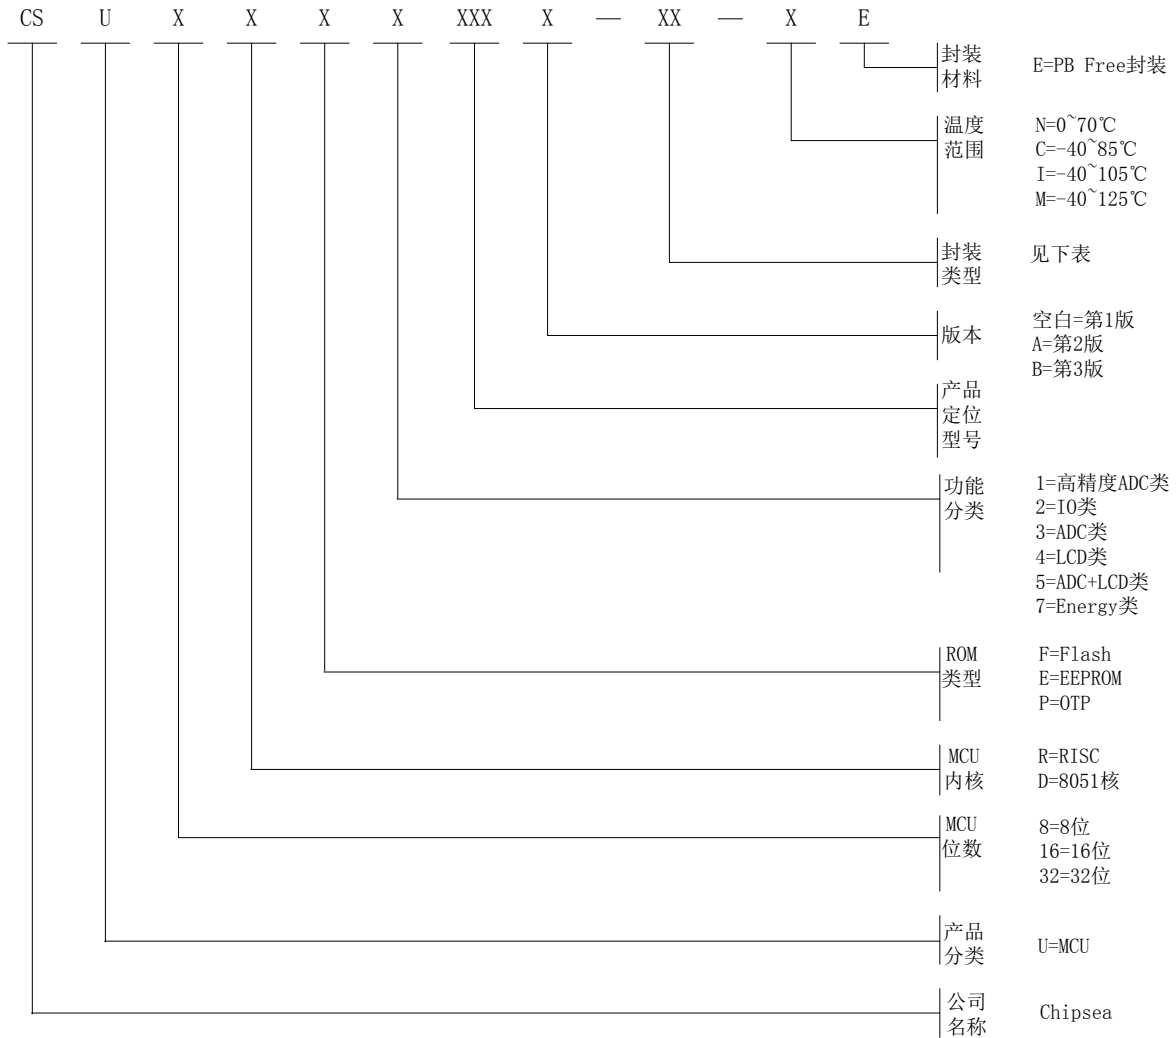 CS U X X X X XXX X — XX — X E
封装
材料
E=PB Free封装
温度
范围
N=0~70℃
C=-40~85℃
I=-40~105℃
M=-40~125℃
封装
类型
见下表
版本
空白=第1版
A=第2版
B=第3版
产品
定位
型号
功能
分类
1=高精度ADC类
2=IO类
3=ADC类
4=LCD类
5=ADC+LCD类
7=Energy类
ROM
类型
F=Flash
E=EEPROM
P=OTP
MCU
内核
R=RISC
D=8051核
MCU
位数
8=8位
16=16位
32=32位
产品
分类
U=MCU
公司
名称
Chipsea